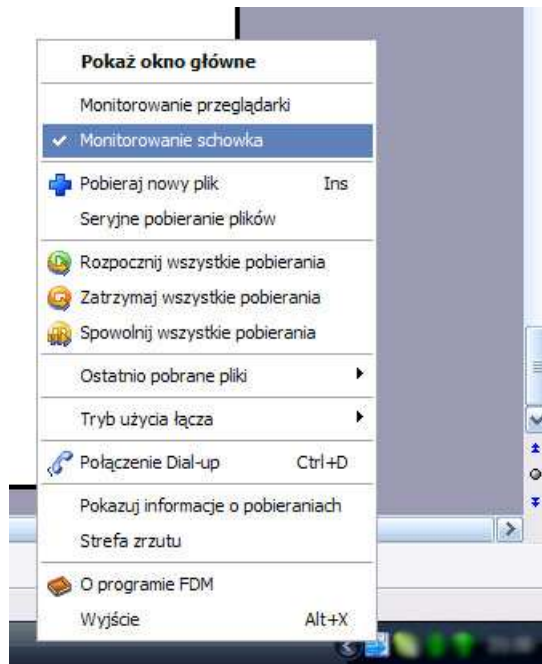 Pokaż okno główne
Monitorowanie przeglądarki
Monitorowanie schowka
Pobieraj nowy plik Ins
Seryjne pobieranie plików
Rozpocznij wszystkie pobierania
Zatrzymaj wszystkie pobierania
Spowolnij wszystkie pobierania
Ostatnio pobrane pliki
Tryb użycia łącza
Połączenie Dial-up Ctrl+D
Pokazuj informacje o pobieraniach
Strefa zrzutu
O programie FDM
Wyjście Alt+X